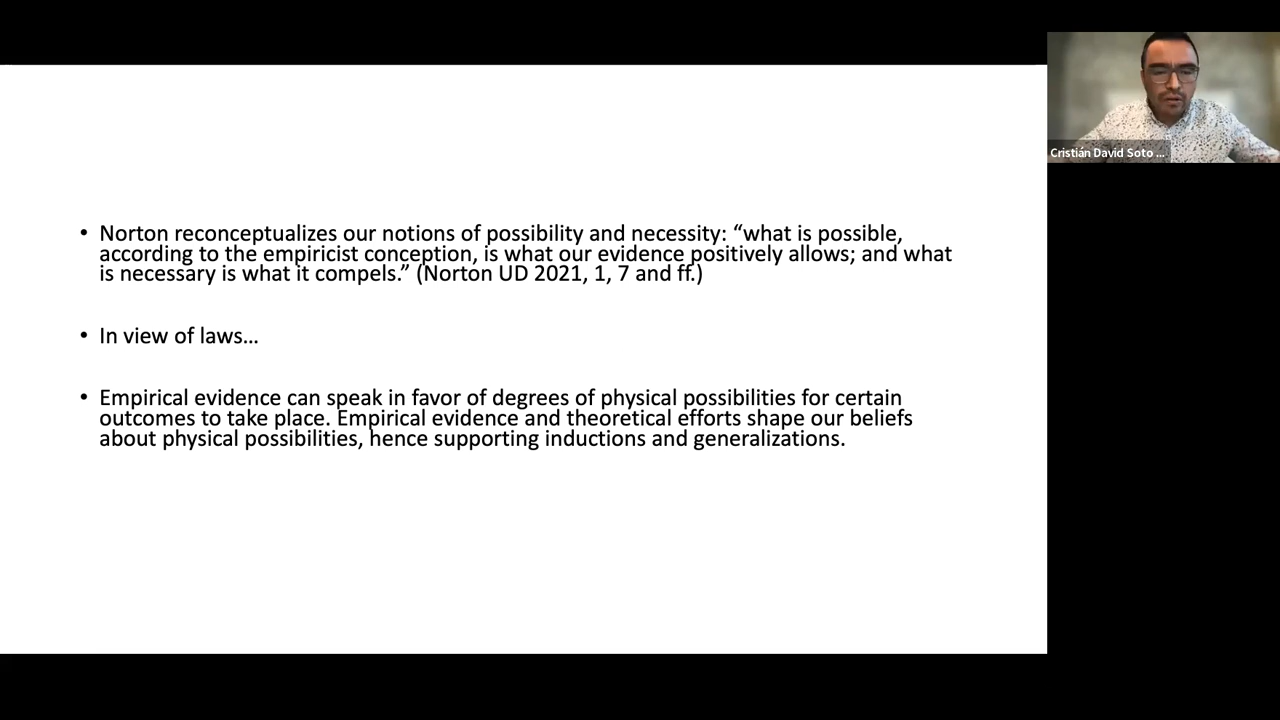 • Norton reconceptualizes our notions of possibility and necessity: “what is possible,
according to the empiricist conception, is what our evidence positively allows; and what
is necessary is what it compels.” (Norton UD 2021, 1, 7 and ff.)
• In view of laws…
• Empirical evidence can speak in favor of degrees of physical possibilities for certain
outcomes to take place. Empirical evidence and theoretical efforts shape our beliefs
about physical possibilities, hence supporting inductions and generalizations.
Cristián David Soto ...